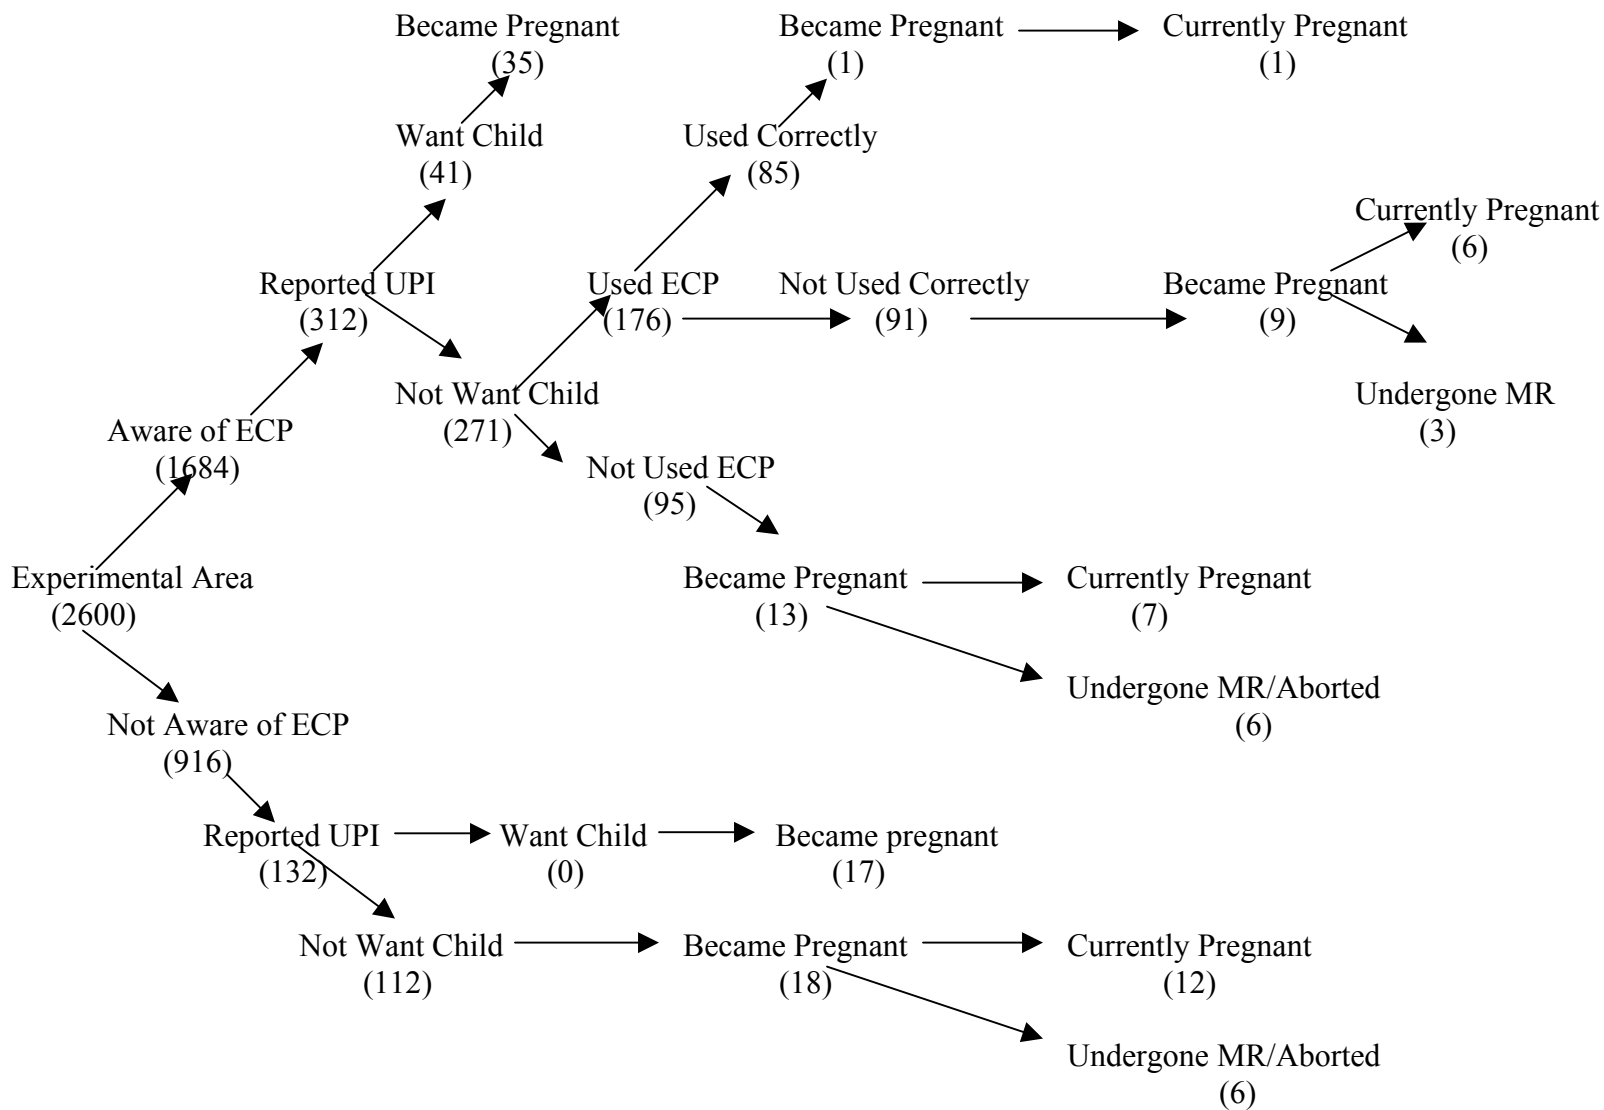 Became Pregnant
(35)
Became Pregnant
(1)
Currently Pregnant
(1)
Want Child
(41)
Used Correctly
(85)
Currently Pregnant
(6)
Reported UPI
(312)
Used ECP
(176)
Not Used Correctly
(91)
Became Pregnant
(9)
Not Want Child
(271)
Undergone MR
(3)
Aware of ECP
(1684)
Not Used ECP
(95)
Experimental Area
(2600)
Became Pregnant
(13)
Currently Pregnant
(7)
Undergone MR/Aborted
(6)
Not Aware of ECP
(916)
Reported UPI
(132)
Want Child
(0)
Became pregnant
(17)
Not Want Child
(112)
Became Pregnant
(18)
Currently Pregnant
(12)
Undergone MR/Aborted
(6)